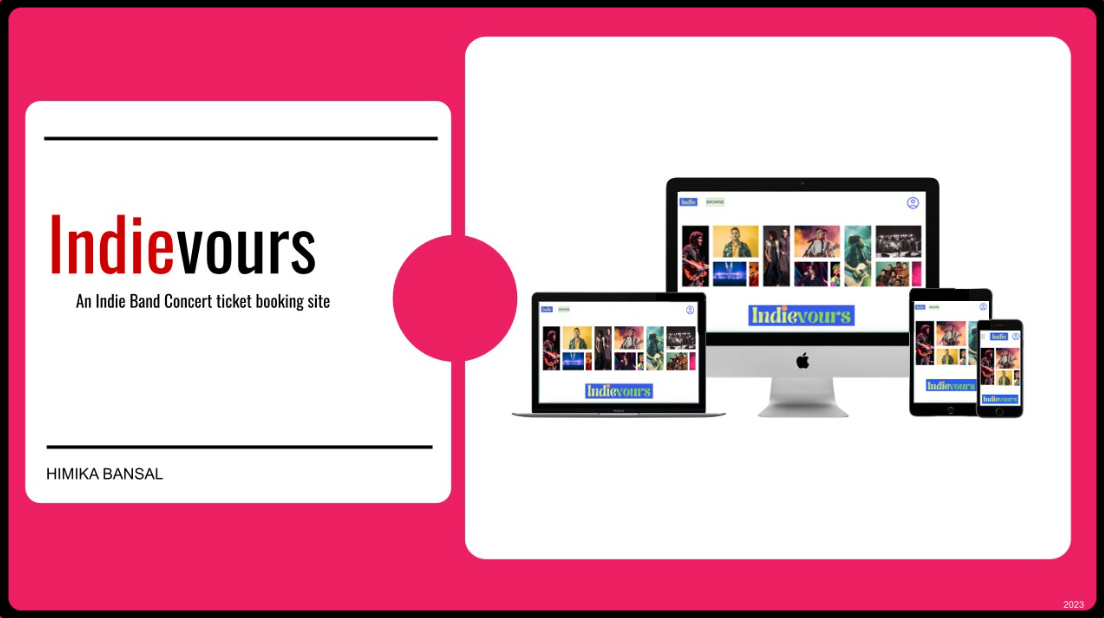 Indievours
An Indie Band Concert ticket booking site
HIMIKA BANSAL
Indie
BROWSE
Indievours
Indie
Indievours
Indie
Indievours
Indie
Indievours
2023